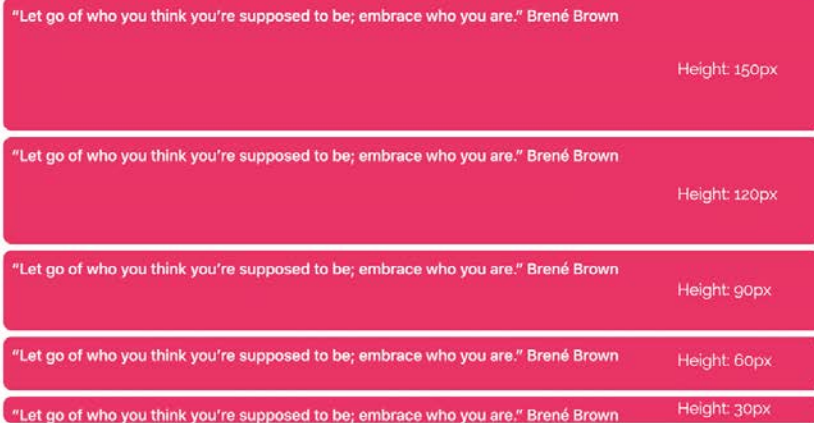 “Let go of who you think you’re supposed to be; embrace who you are.” Brené Brown
Height: 150px
“Let go of who you think you’re supposed to be; embrace who you are.” Brené Brown
Height: 120px
“Let go of who you think you’re supposed to be; embrace who you are.” Brené Brown
Height: 90px
“Let go of who you think you’re supposed to be; embrace who you are.” Brené Brown
Height: 60px
“Let go of who you think you’re supposed to be; embrace who you are.” Brené Brown
Height: 30px